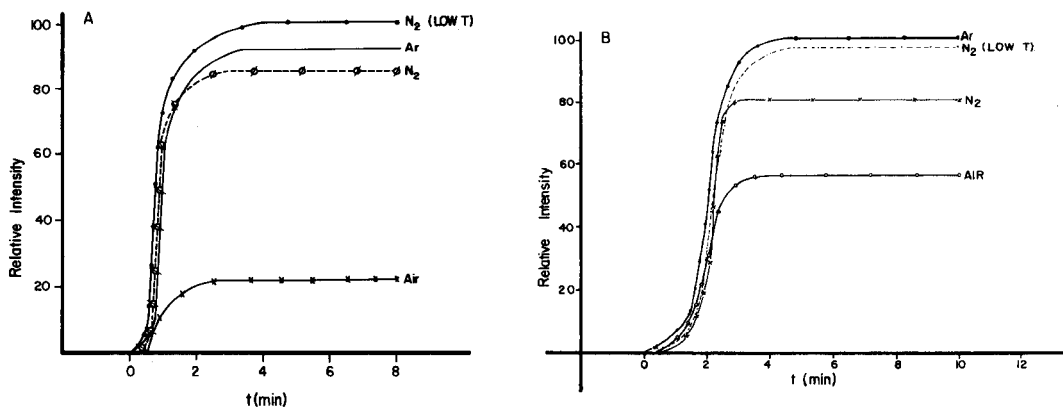 A
100
80
60
40
20
0
0
2
4
6
8
Relative Intensity
t(min)
N₂ (LOW T)
Ar
N₂
Air
B
100
80
60
40
20
0
0
2
4
6
8
10
12
Relative Intensity
t (min)
Ar
N₂ (LOW T)
N₂
AIR